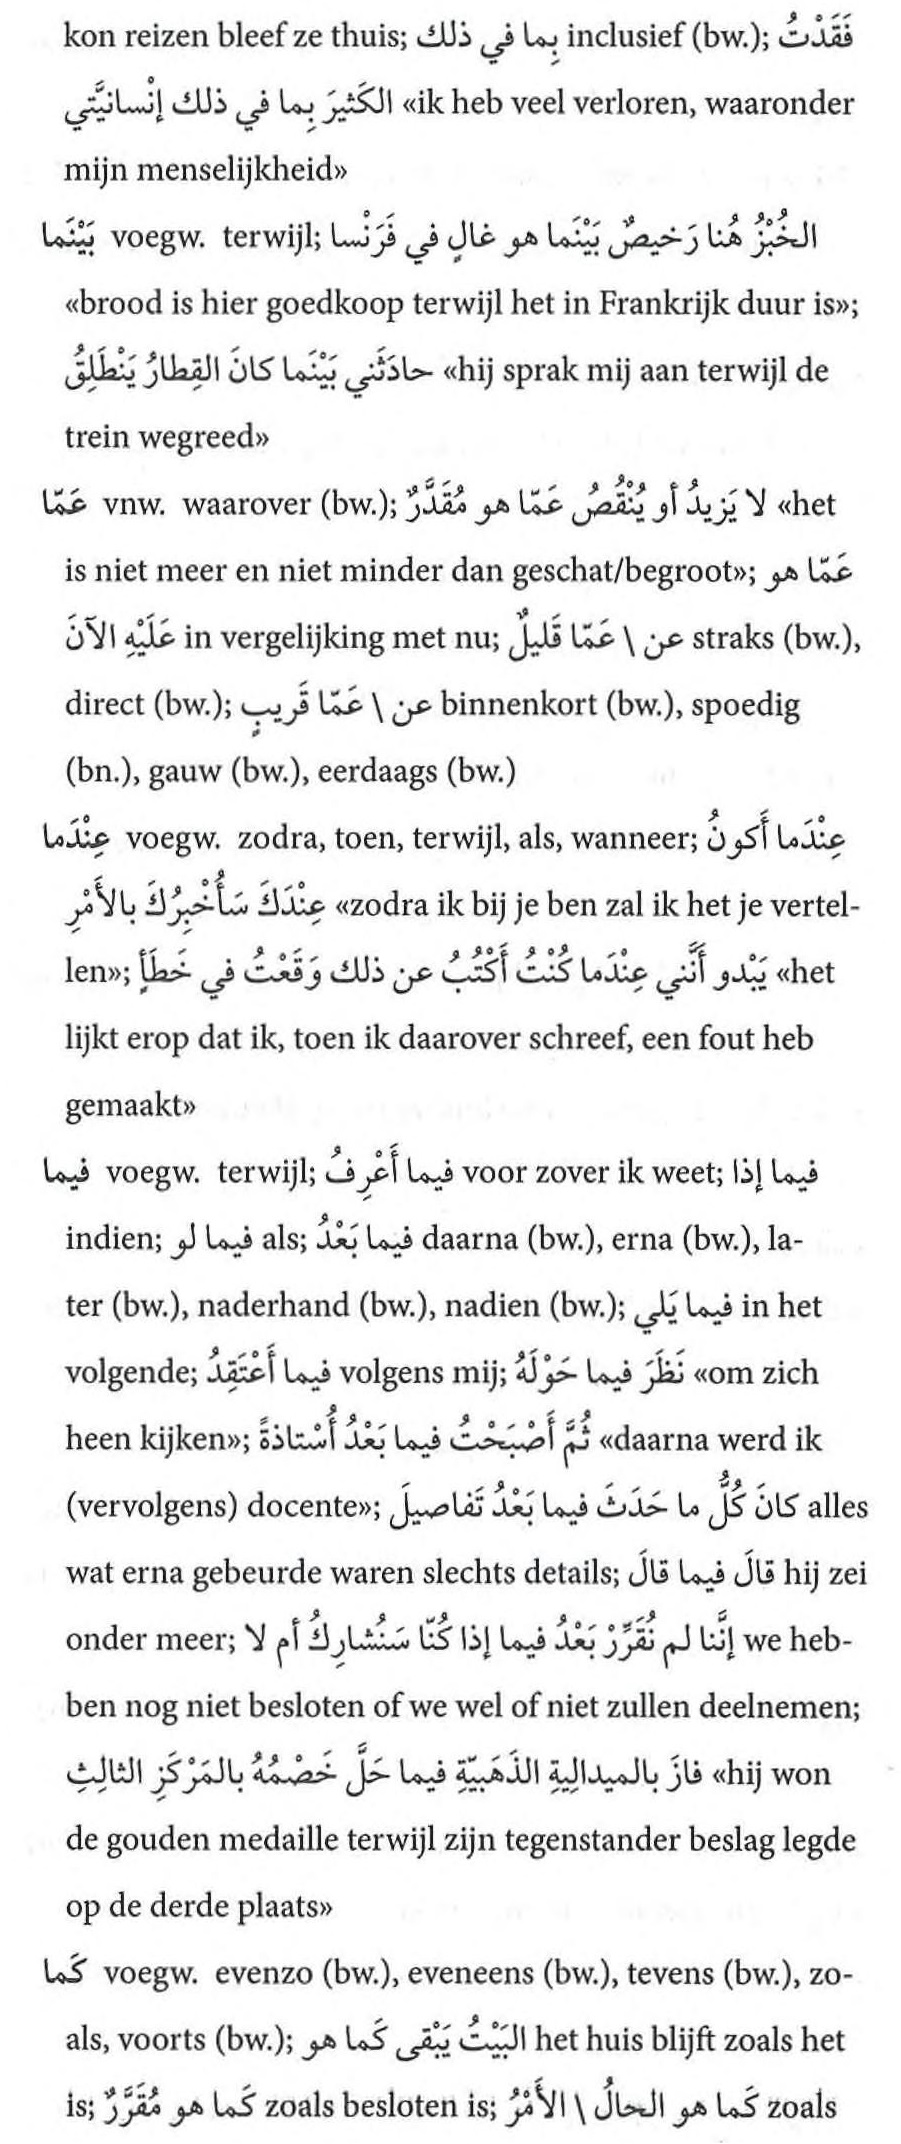 kon reizen bleef ze thuis; بِما في ذلك inclusief (bw.); فَقَدْتُ
الكَثيرَ بِما في ذلك إنْسانيَّتي «ik heb veel verloren, waaronder
mijn menselijkheid»
بَيْنَما voegw. terwijl; الخُبْزُ هُنا رَخيصٌ بَيْنَما هو غالٍ في فَرَنْسا
«brood is hier goedkoop terwijl het in Frankrijk duur is»;
حادَثَني بَيْنَما كانَ القِطارُ يَنْطَلِقُ «hij sprak mij aan terwijl de
trein wegreed»
عَمّا vnw. waarover (bw.); لا يَزيدُ أو يُنْقُصُ عَمّا هو مُقَدَّرٌ «het
is niet meer en niet minder dan geschat/begroot»; عَمّا هو
عَلَيْهِ الآنَ in vergelijking met nu; عن \ عَمّا قَليلٌ straks (bw.),
direct (bw.); عن \ عَمّا قَريبٍ binnenkort (bw.), spoedig
(bn.), gauw (bw.), eerdaags (bw.)
عِنْدَما voegw. zodra, toen, terwijl, als, wanneer; عِنْدَما أَكونُ
عِنْدَكَ سَأُخْبِرُكَ بالأَمْرِ «zodra ik bij je ben zal ik het je vertel-
len»; يَبْدو أَنَّني عِنْدَما كُنْتُ أَكْتُبُ عن ذلك وَقَعْتُ في خَطَأٍ «het
lijkt erop dat ik, toen ik daarover schreef, een fout heb
gemaakt»
فيما voegw. terwijl; فيما أَعْرِفُ voor zover ik weet; فيما إذا
indien; فيما لو als; فيما بَعْدُ daarna (bw.), erna (bw.), la-
ter (bw.), naderhand (bw.), nadien (bw.); فيما يَلي in het
volgende; فيما أَعْتَقِدُ volgens mij; نَظَرَ فيما حَوْلَهُ «om zich
heen kijken»; ثُمَّ أَصْبَحْتُ فيما بَعْدُ أُسْتاذةً «daarna werd ik
(vervolgens) docente»; كانَ كُلُّ ما حَدَثَ فيما بَعْدُ تَفاصيلَ alles
wat erna gebeurde waren slechts details; قالَ فيما قالَ hij zei
onder meer; إنَّنا لم نُقَرِّرْ بَعْدُ فيما إذا كُنّا سَنُشارِكُ أم لا we heb-
ben nog niet besloten of we wel of niet zullen deelnemen;
فازَ بالميدالِيةِ الذَهَبيّةِ فيما حَلَّ خَصْمُهُ بالمَرْكَزِ الثالِثِ «hij won
de gouden medaille terwijl zijn tegenstander beslag legde
op de derde plaats»
كَما voegw. evenzo (bw.), eveneens (bw.), tevens (bw.), zo-
als, voorts (bw.); البَيْتُ يَبْقى كَما هو het huis blijft zoals het
is; كَما هو مُقَرَّرٌ zoals besloten is; كَما هو الحالُ \ الأَمْرُ zoals